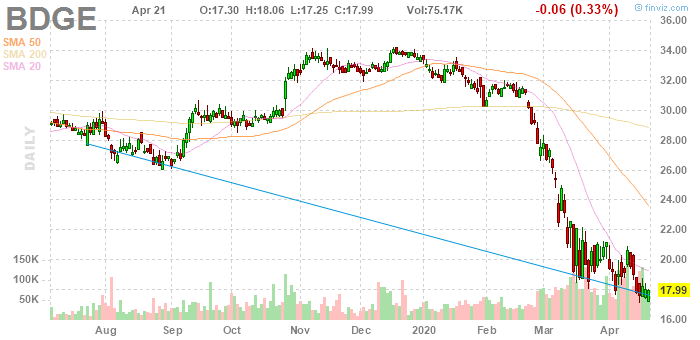 BDGE Apr 21 O:17.30 H:18.06 L:17.25 C:17.99 Vol:75.17K -0.06 (0.33%) © finviz.com
SMA 50
SMA 200
SMA 20
DAILY
36.00
34.00
32.00
30.00
28.00
26.00
24.00
22.00
20.00
17.99
16.00
150K
100K
50K
Aug Sep Oct Nov Dec 2020 Feb Mar Apr